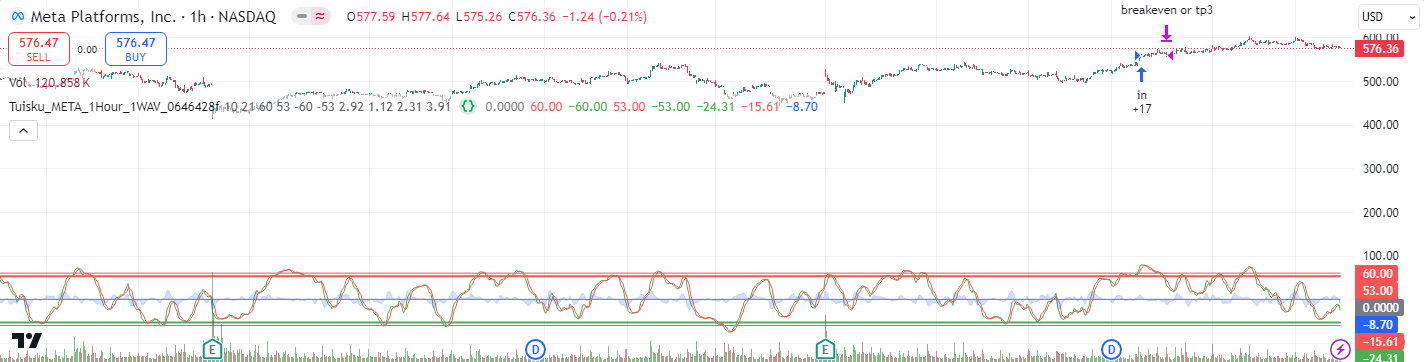 Meta Platforms, Inc. · 1h · NASDAQ O577.59 H577.64 L575.26 C576.36 −1.24 (−0.21%)
breakeven or tp3
USD
576.47 SELL
0.00
576.47 BUY
600.00
576.36
Vol. 120.858 K
500.00
Tuisku_META_1Hour_1WAV_0646428f 10 21 60 53 -60 -53 2.92 1.12 2.31 3.91 {} 0.0000 60.00 −60.00 53.00 −53.00 −24.31 −15.61 −8.70
in
+17
400.00
300.00
200.00
100.00
60.00
53.00
0.0000
−8.70
−15.61
−24.31
E
D
E
D